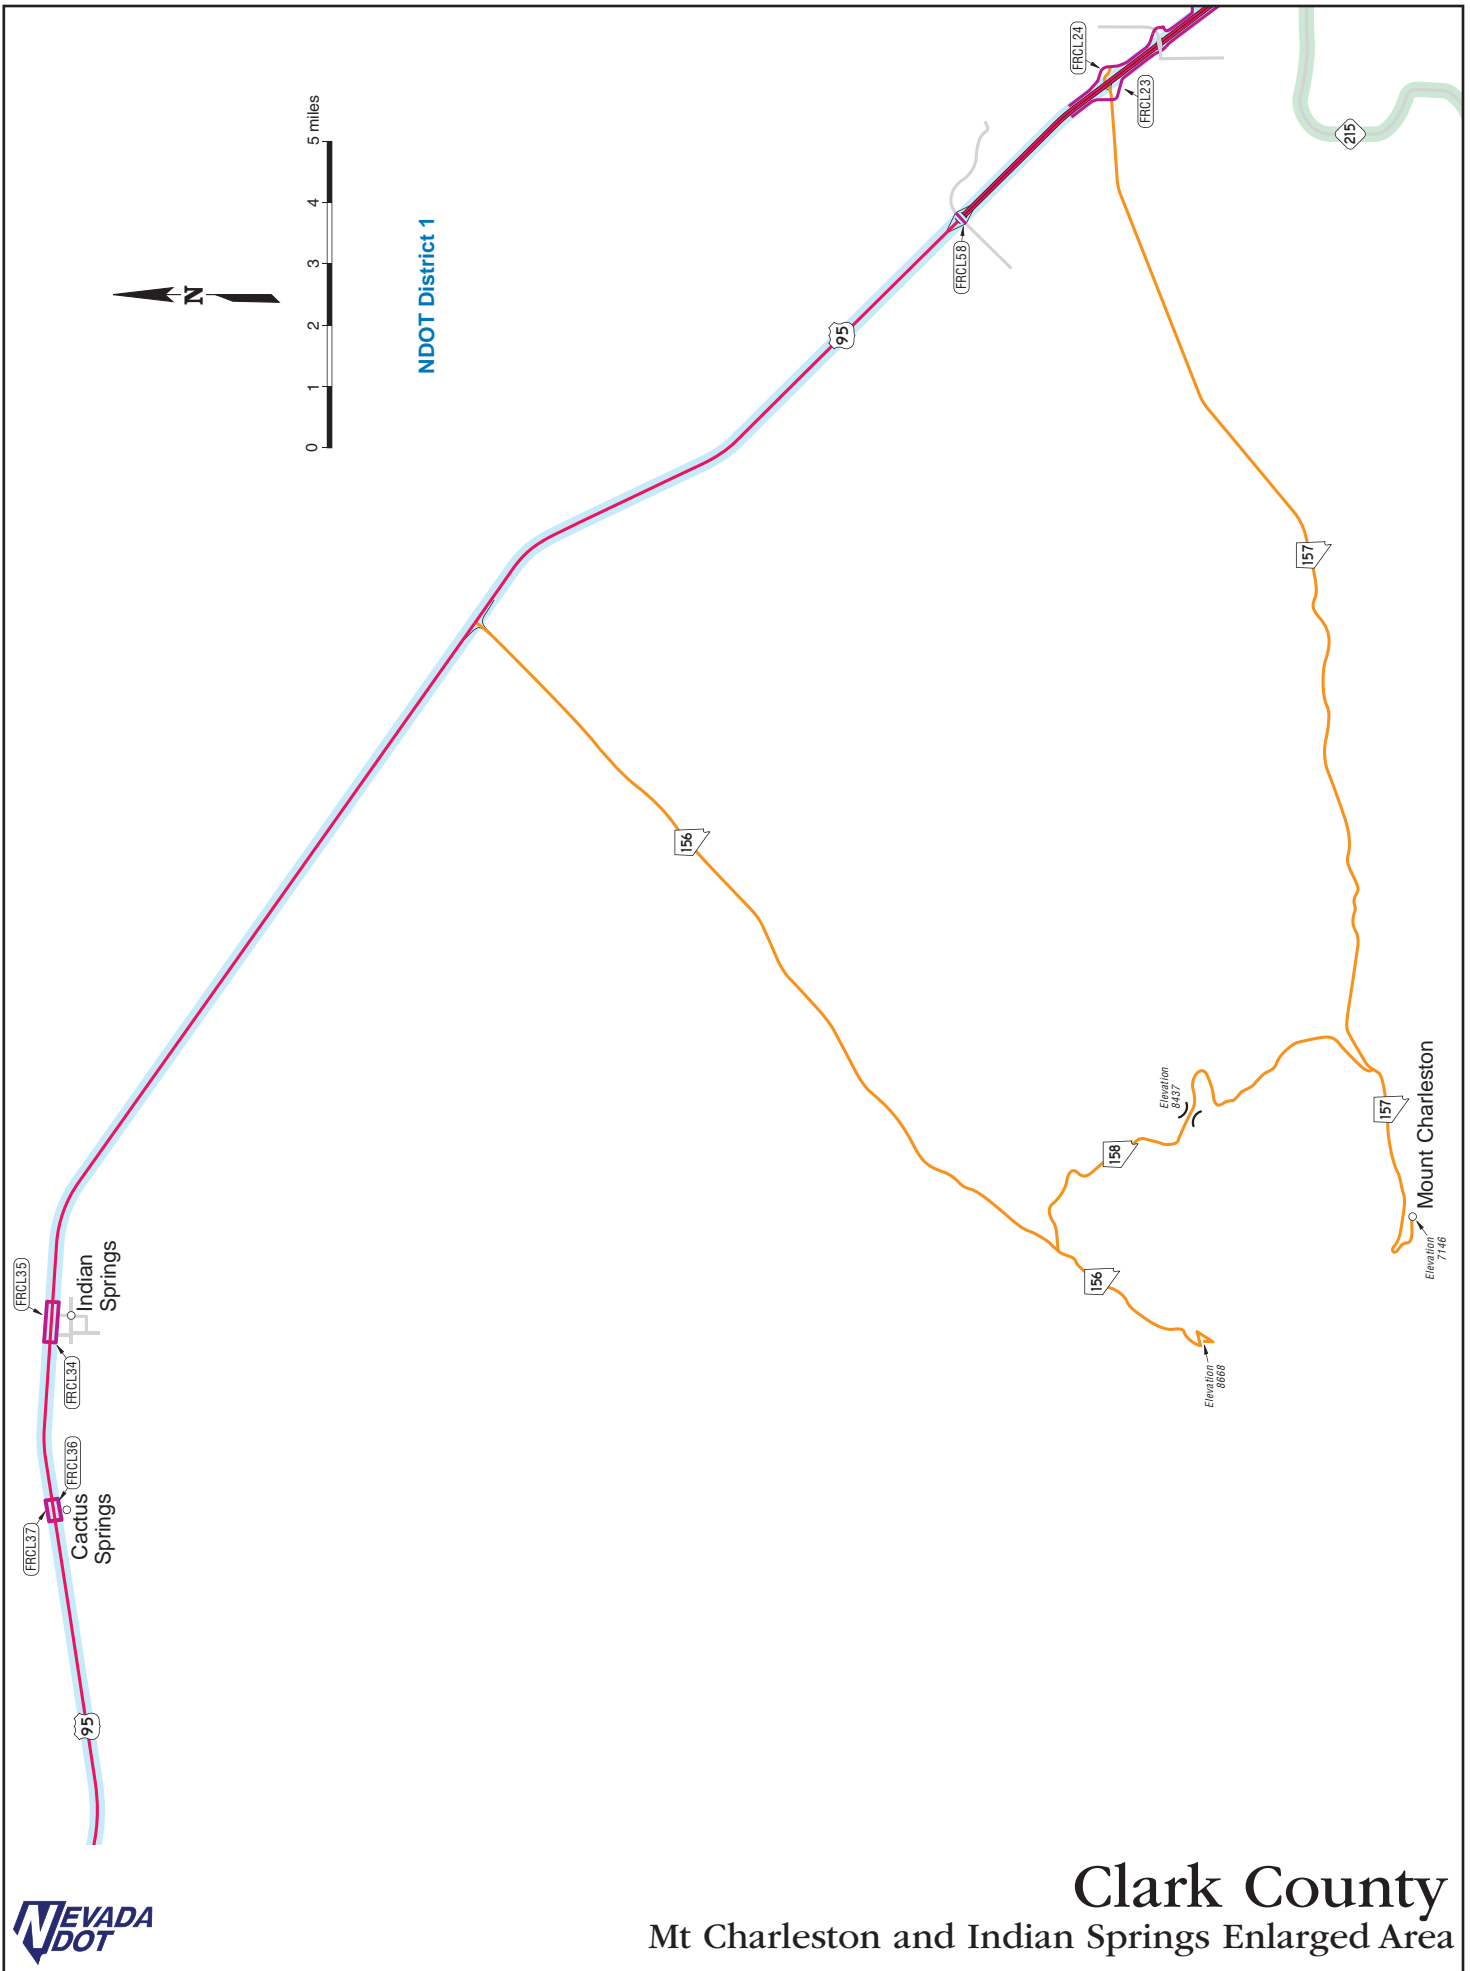 FRCL24
FRCL23
215
0 1 2 3 4 5 miles
N
NDOT District 1
FRCL58
95
157
156
Elevation
8437
158
157
Mount Charleston
Elevation
7146
156
Elevation
8668
FRCL35
Indian
Springs
FRCL34
FRCL36
FRCL37
Cactus
Springs
95
NEVADA
DOT
Clark County
Mt Charleston and Indian Springs Enlarged Area